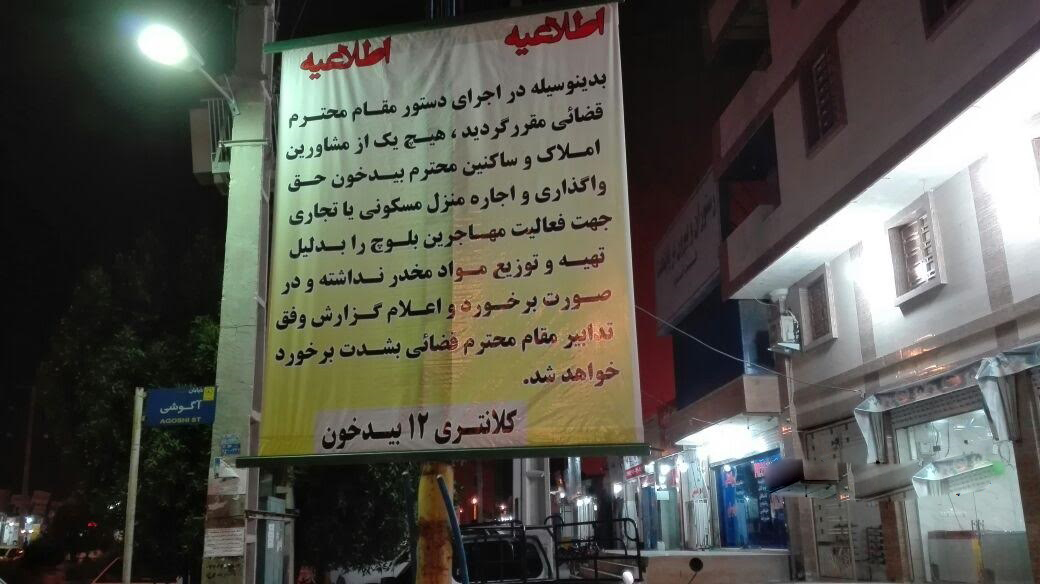 اطلاعیه اطلاعیه
بدینوسیله در اجرای دستور مقام محترم
قضائی مقرر گردید ، هیچ یک از مشاورین
املاک و ساکنین محترم بیدخون حق
واگذاری و اجاره منزل مسکونی یا تجاری
جهت فعالیت مهاجرین بلوچ را بدلیل
تهیه و توزیع مواد مخدر نداشته و در
صورت برخورد و اعلام گزارش وفق
تدابیر مقام محترم قضائی بشدت برخورد
خواهد شد.
کلانتری ۱۲ بیدخون
خیابان
آگوشی
AGOSHI ST